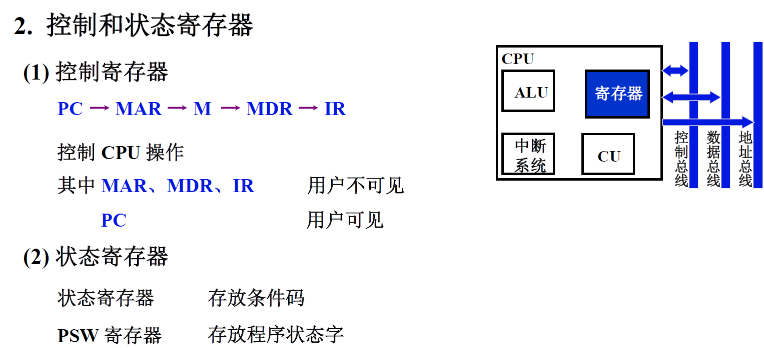 2. 控制和状态寄存器
(1) 控制寄存器
PC → MAR → M → MDR → IR
控制 CPU 操作
其中 MAR、MDR、IR 用户不可见
PC 用户可见
(2) 状态寄存器
状态寄存器 存放条件码
PSW 寄存器 存放程序状态字
CPU
ALU 寄存器
中断
系统
CU
控制总线
数据总线
地址总线